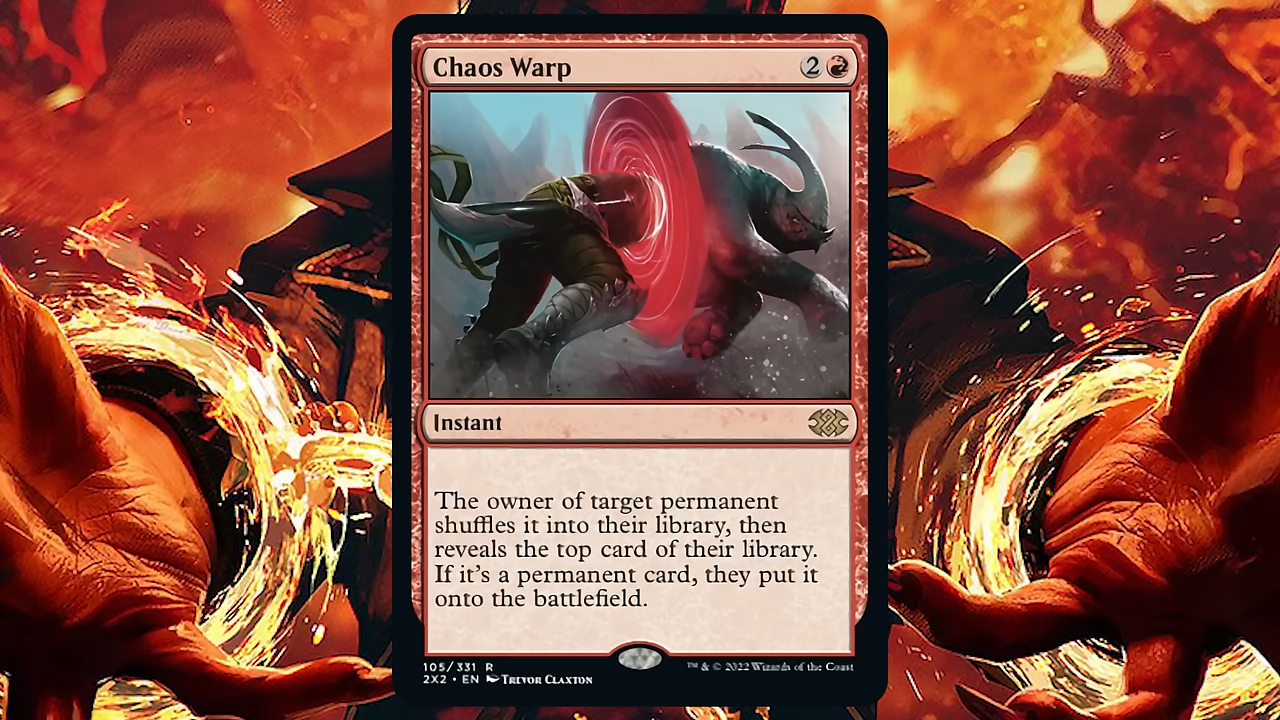 Chaos Warp 2
Instant
The owner of target permanent
shuffles it into their library, then
reveals the top card of their library.
If it's a permanent card, they put it
onto the battlefield.
105/331 R
2X2 • EN Trevor Claxton
™ & © 2022 Wizards of the Coast